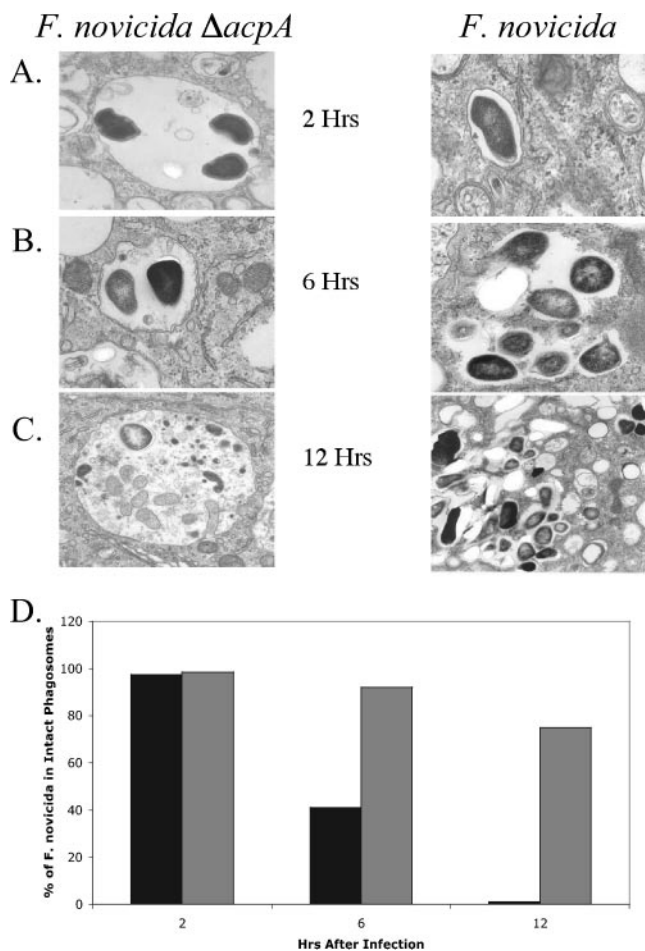 F. novicida ΔacpA
F. novicida
A.
2 Hrs
B.
6 Hrs
C.
12 Hrs
D.
% of F. novicida in Intact Phagosomes
120
100
80
60
40
20
0
2
6
12
Hrs After Infection